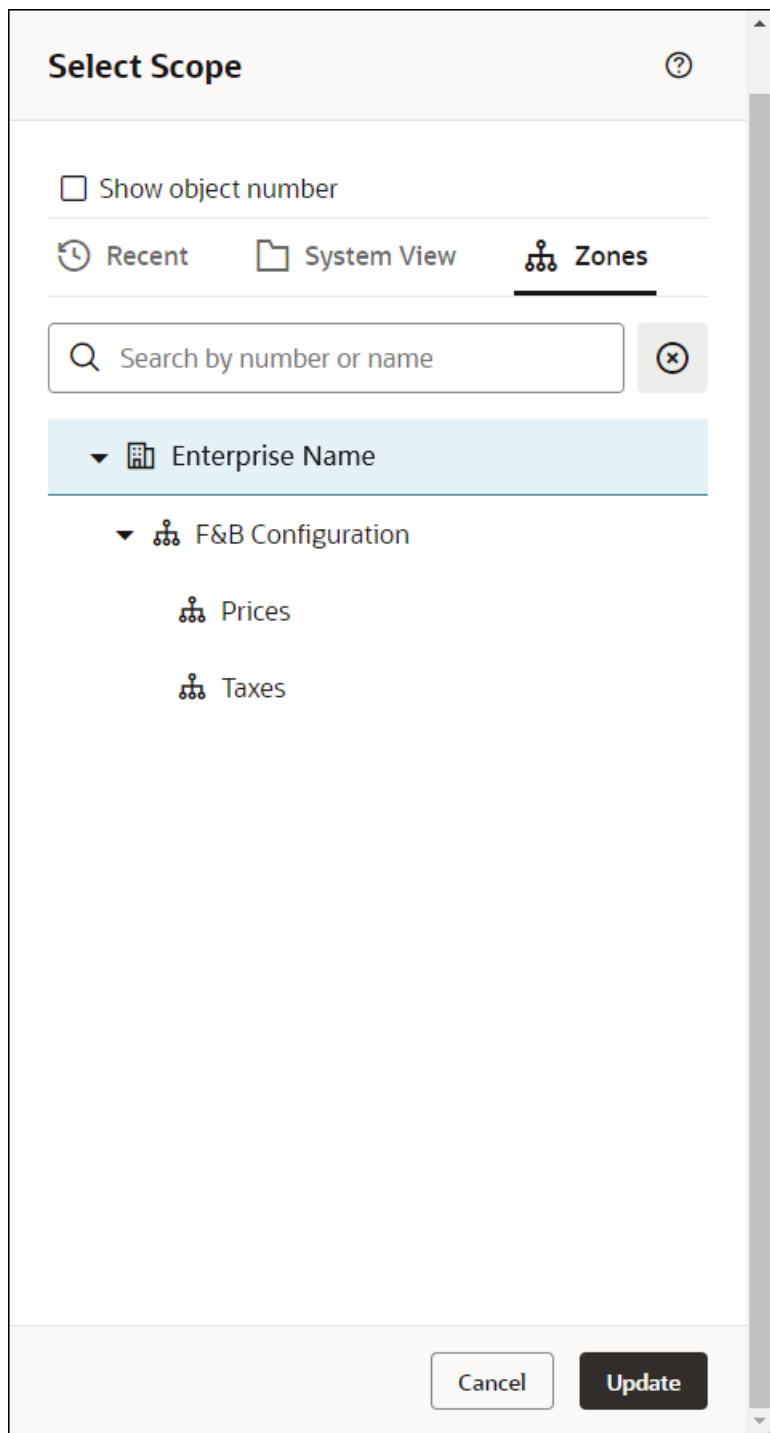 Select Scope
Show object number
Recent System View Zones
Search by number or name
Enterprise Name
F&B Configuration
Prices
Taxes
Cancel Update